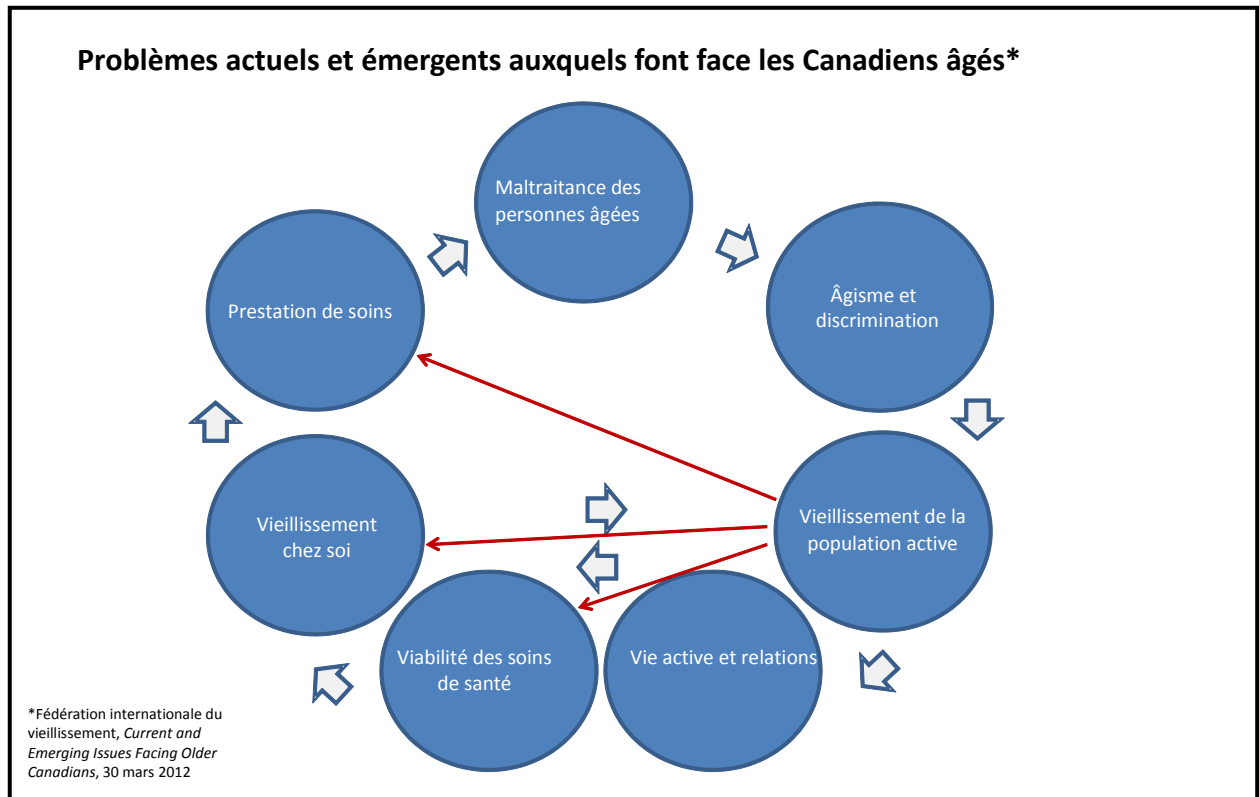 Problèmes actuels et émergents auxquels font face les Canadiens âgés*
Maltraitance des
personnes âgées
Prestation de soins
Âgisme et
discrimination
Vieillissement
chez soi
Vieillissement de la
population active
Viabilité des soins
de santé
Vie active et relations
*Fédération internationale du
vieillissement, Current and
Emerging Issues Facing Older
Canadians, 30 mars 2012